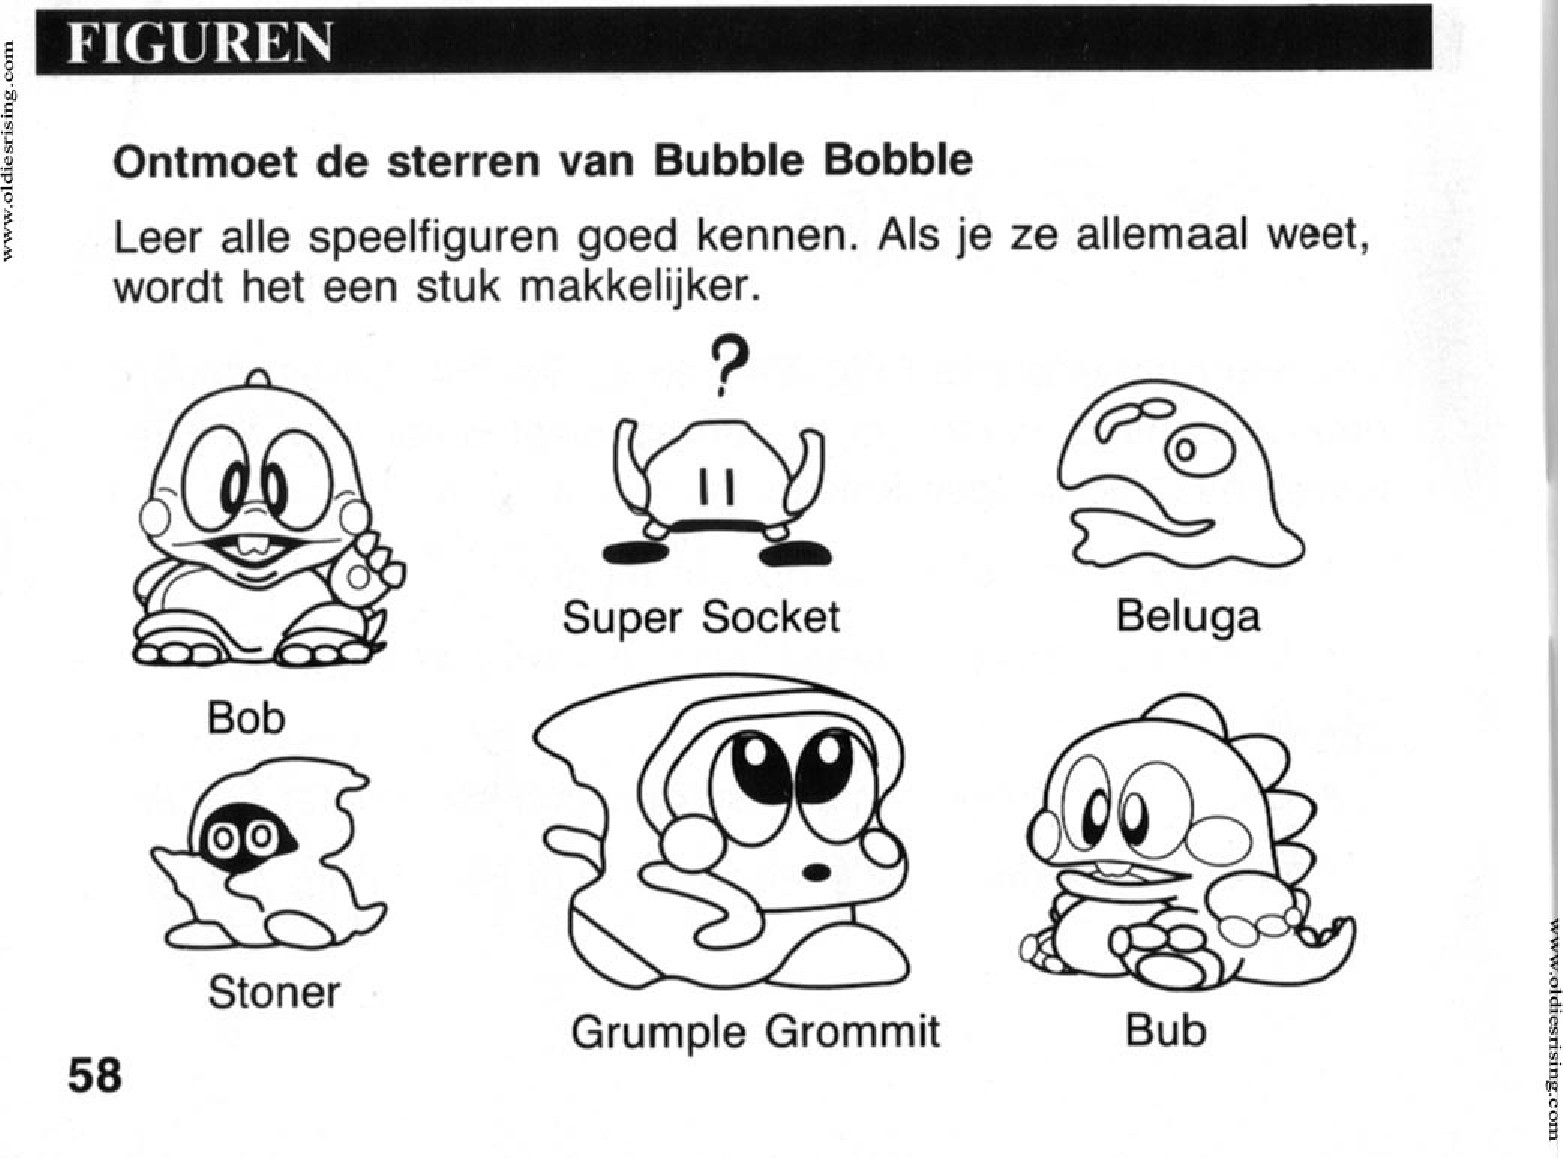 FIGUREN
www.oldiesrising.com
Ontmoet de sterren van Bubble Bobble
Leer alle speelfiguren goed kennen. Als je ze allemaal weet,
wordt het een stuk makkelijker.
?
Super Socket
Beluga
Bob
Stoner
Grumple Grommit
Bub
58
www.oldiesrising.com